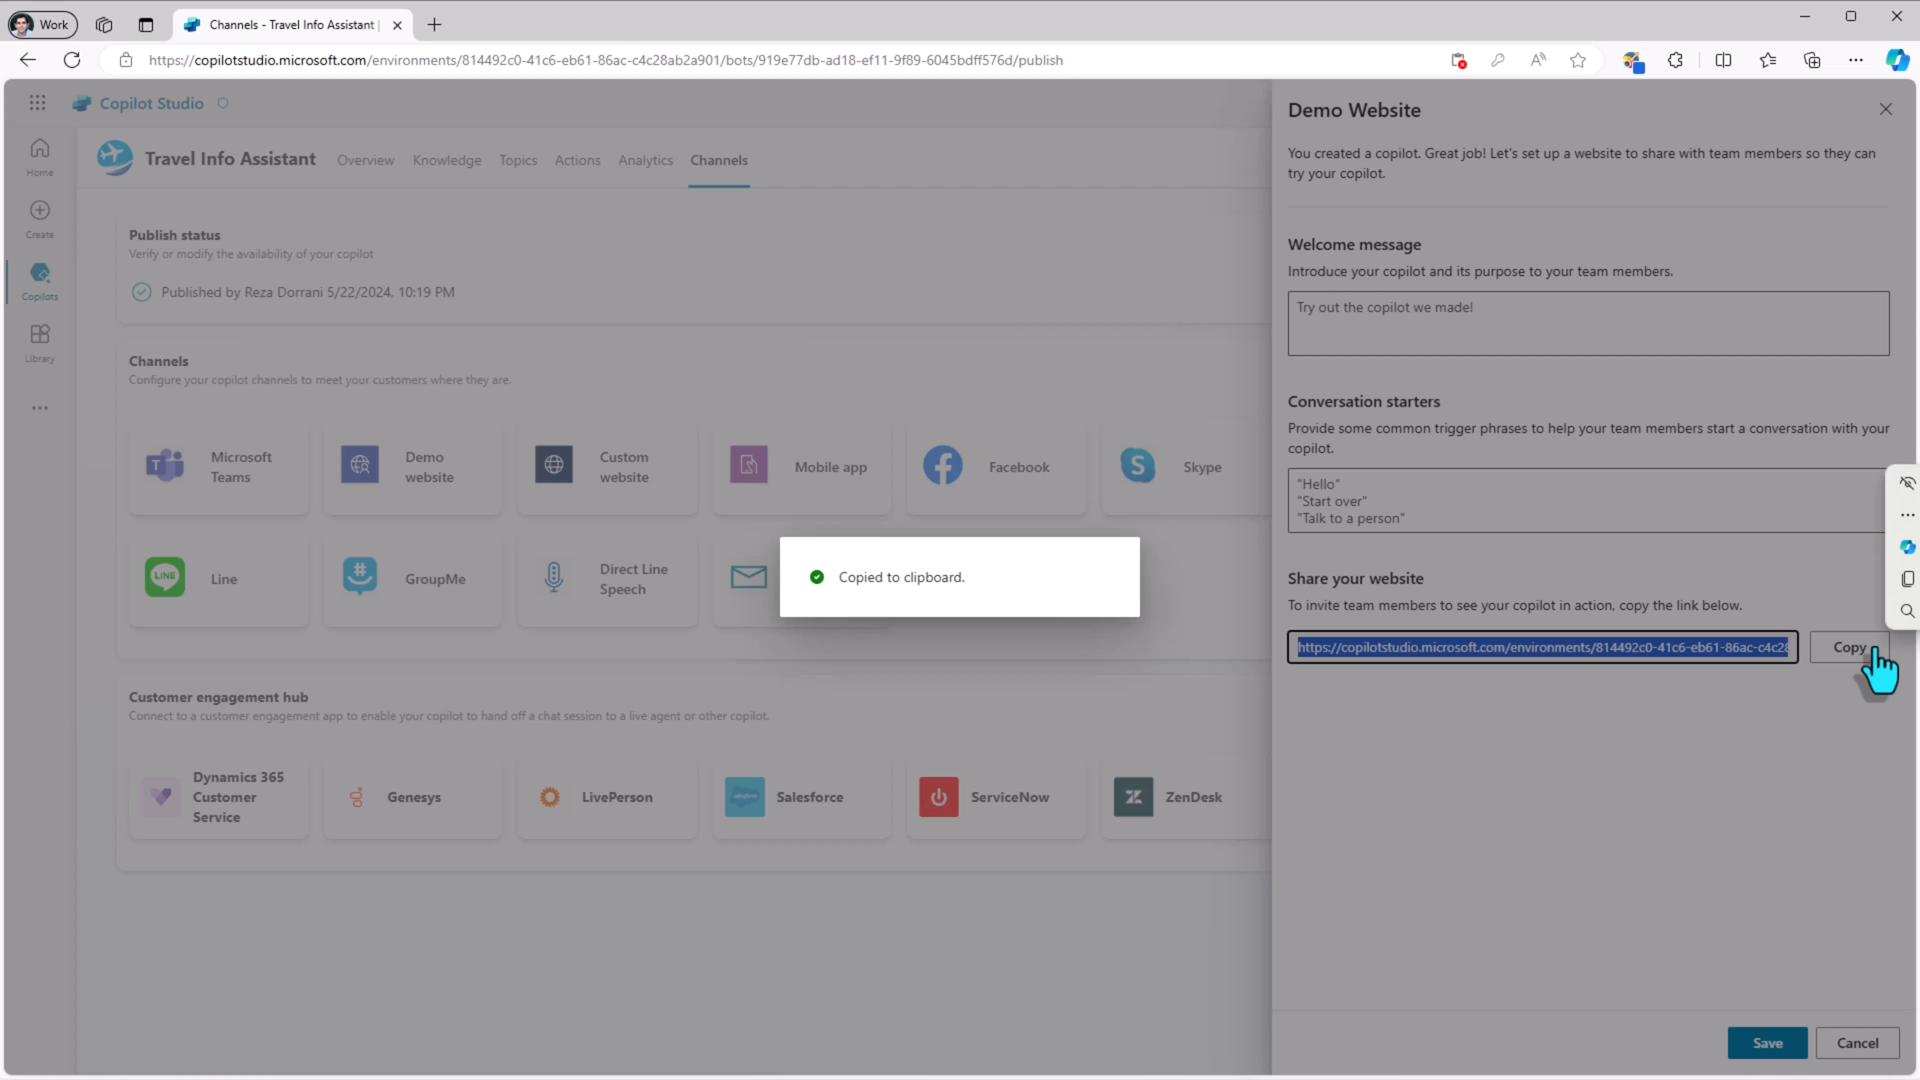 Work
Channels - Travel Info Assistant |
https://copilotstudio.microsoft.com/environments/814492c0-41c6-eb61-86ac-c4c28ab2a901/bots/919e77db-ad18-ef11-9f89-6045bdff576d/publish
Copilot Studio
Home
Create
Copilots
Library
Travel Info Assistant
Overview
Knowledge
Topics
Actions
Analytics
Channels
Publish status
Verify or modify the availability of your copilot
Published by Reza Dorrani 5/22/2024, 10:19 PM
Channels
Configure your copilot channels to meet your customers where they are.
Microsoft
Teams
Demo
website
Custom
website
Mobile app
Facebook
Skype
Line
GroupMe
Direct Line
Speech
Copied to clipboard.
Customer engagement hub
Connect to a customer engagement app to enable your copilot to hand off a chat session to a live agent or other copilot.
Dynamics 365
Customer
Service
Genesys
LivePerson
Salesforce
ServiceNow
ZenDesk
Demo Website
You created a copilot. Great job! Let's set up a website to share with team members so they can
try your copilot.
Welcome message
Introduce your copilot and its purpose to your team members.
Try out the copilot we made!
Conversation starters
Provide some common trigger phrases to help your team members start a conversation with your
copilot.
"Hello"
"Start over"
"Talk to a person"
Share your website
To invite team members to see your copilot in action, copy the link below.
https://copilotstudio.microsoft.com/environments/814492c0-41c6-eb61-86ac-c4c28
Copy
Save
Cancel